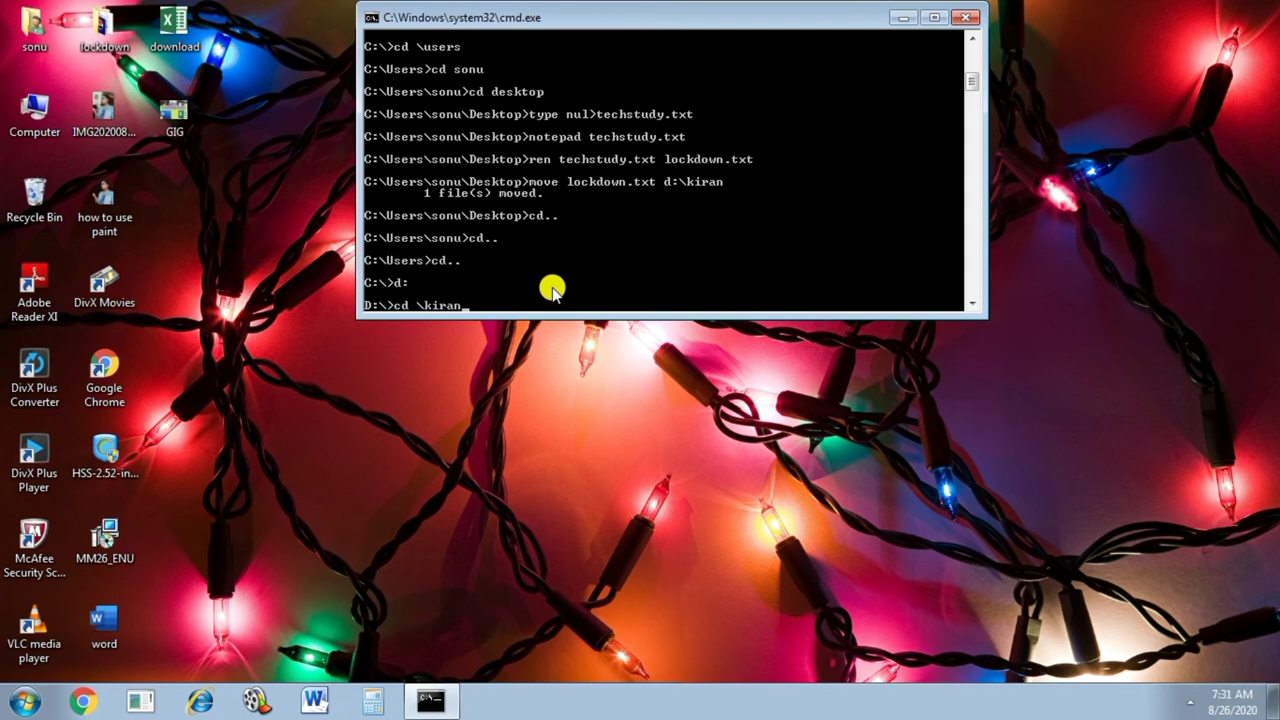 C:\Windows\system32\cmd.exe
C:\>cd \users
C:\Users>cd sonu
C:\Users\sonu>cd desktop
C:\Users\sonu\Desktop>type nul>techstudy.txt
C:\Users\sonu\Desktop>notepad techstudy.txt
C:\Users\sonu\Desktop>ren techstudy.txt lockdown.txt
C:\Users\sonu\Desktop>move lockdown.txt d:\kiran
1 file(s) moved.
C:\Users\sonu\Desktop>cd..
C:\Users\sonu>cd..
C:\Users>cd..
C:\>d:
D:\>cd \kiran_
sonu
lockdown
download
Computer
IMG202008...
GIG
Recycle Bin
how to use
paint
Adobe
Reader XI
DivX Movies
DivX Plus
Converter
Google
Chrome
DivX Plus
Player
HSS-2.52-in...
McAfee
Security Sc...
MM26_ENU
VLC media
player
word
7:31 AM
8/26/2020